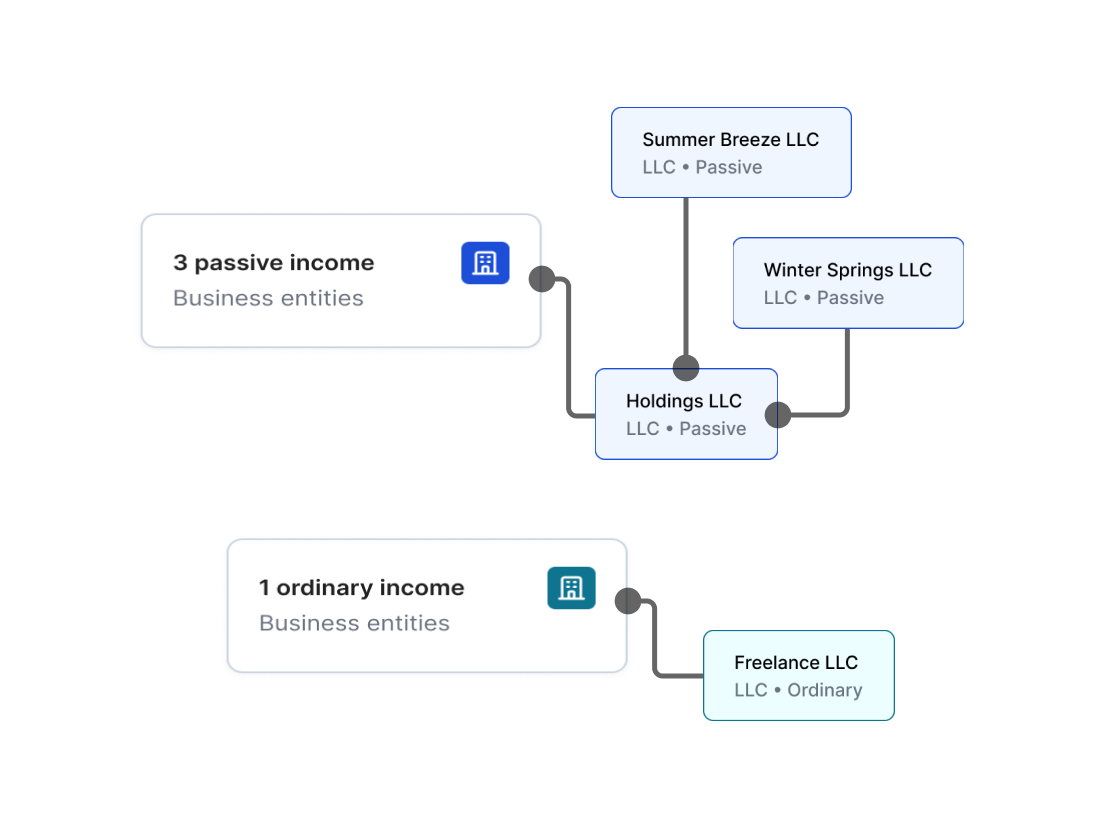 Summer Breeze LLC
LLC • Passive
3 passive income
Business entities
Winter Springs LLC
LLC • Passive
Holdings LLC
LLC • Passive
1 ordinary income
Business entities
Freelance LLC
LLC • Ordinary